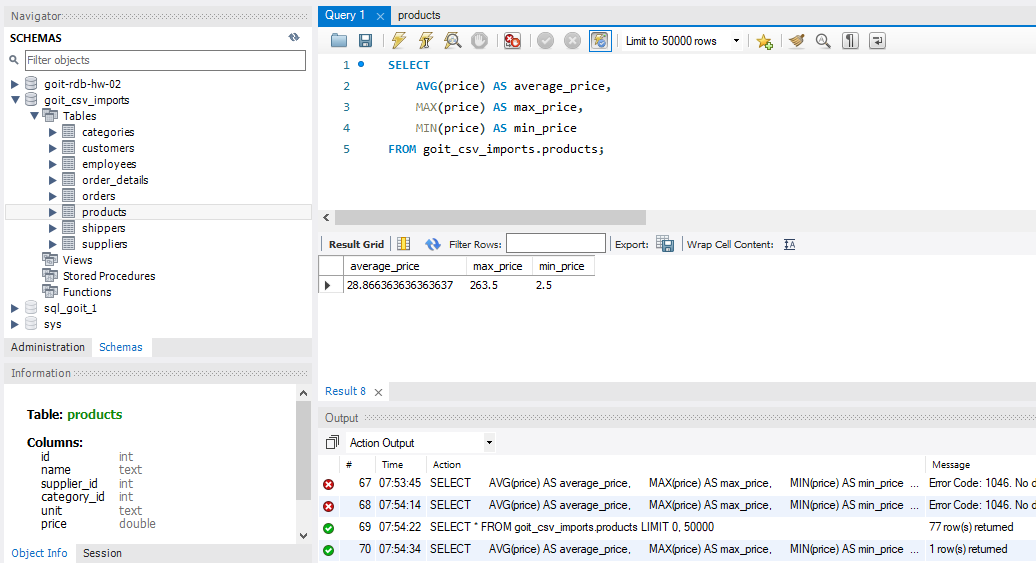 Navigator
SCHEMAS
Filter objects
goit-rdb-hw-02
goit_csv_imports
Tables
categories
customers
employees
order_details
orders
products
shippers
suppliers
Views
Stored Procedures
Functions
sql_goit_1
sys
Administration Schemas
Information
Table: products
Columns:
id int
name text
supplier_id int
category_id int
unit text
price double
Object Info Session
Query 1 products
Limit to 50000 rows
1 SELECT
2 AVG(price) AS average_price,
3 MAX(price) AS max_price,
4 MIN(price) AS min_price
5 FROM goit_csv_imports.products;
Result Grid Filter Rows: Export: Wrap Cell Content:
average_price max_price min_price
28.866363636363637 263.5 2.5
Result 8
Output
Action Output
# Time Action Message
67 07:53:45 SELECT AVG(price) AS average_price, MAX(price) AS max_price, MIN(price) AS min_price ... Error Code: 1046. No d
68 07:54:14 SELECT AVG(price) AS average_price, MAX(price) AS max_price, MIN(price) AS min_price ... Error Code: 1046. No d
69 07:54:22 SELECT * FROM goit_csv_imports.products LIMIT 0, 50000 77 row(s) returned
70 07:54:34 SELECT AVG(price) AS average_price, MAX(price) AS max_price, MIN(price) AS min_price ... 1 row(s) returned